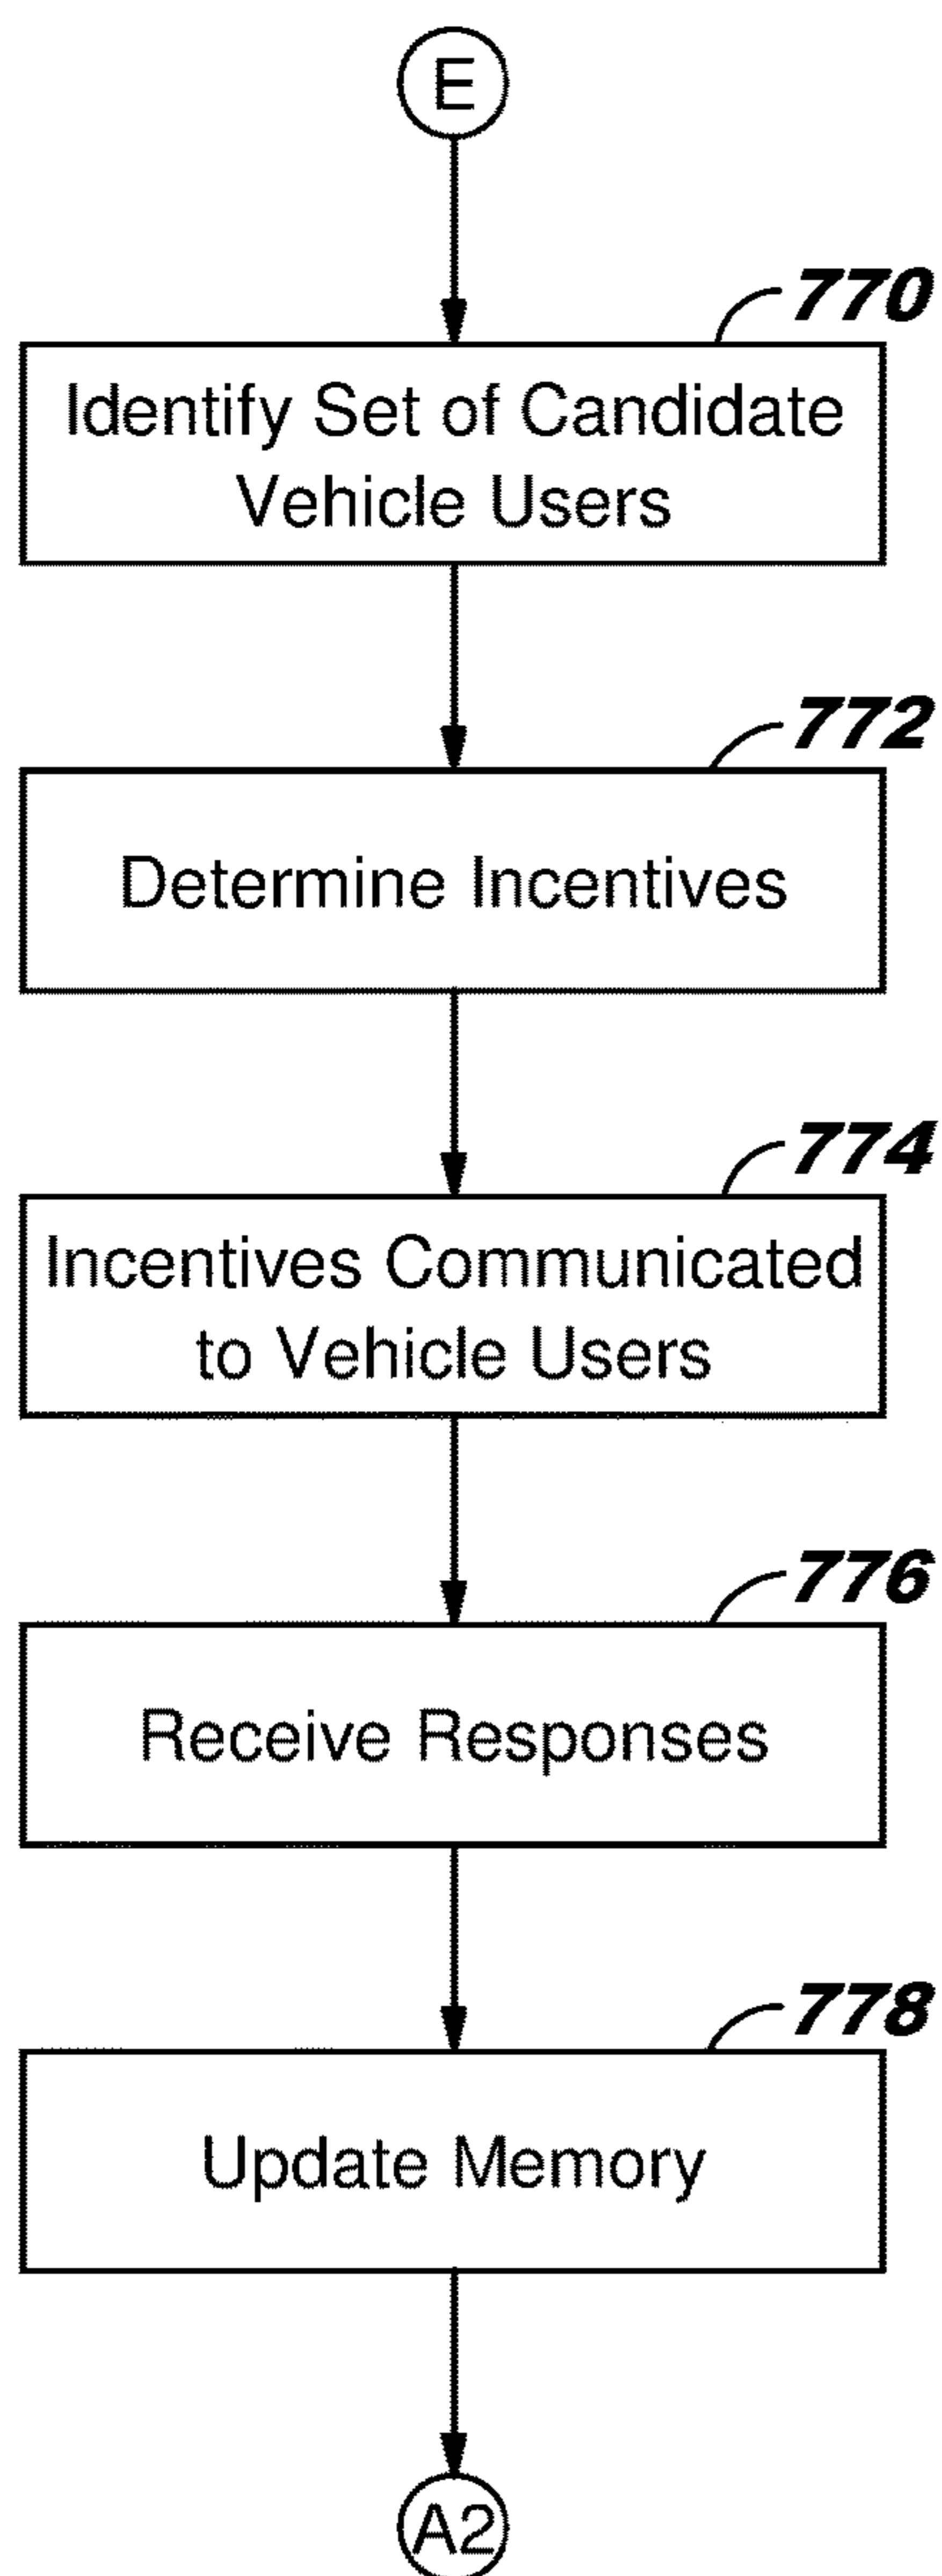 E
770
Identify Set of Candidate
Vehicle Users
772
Determine Incentives
774
Incentives Communicated
to Vehicle Users
776
Receive Responses
778
Update Memory
A2